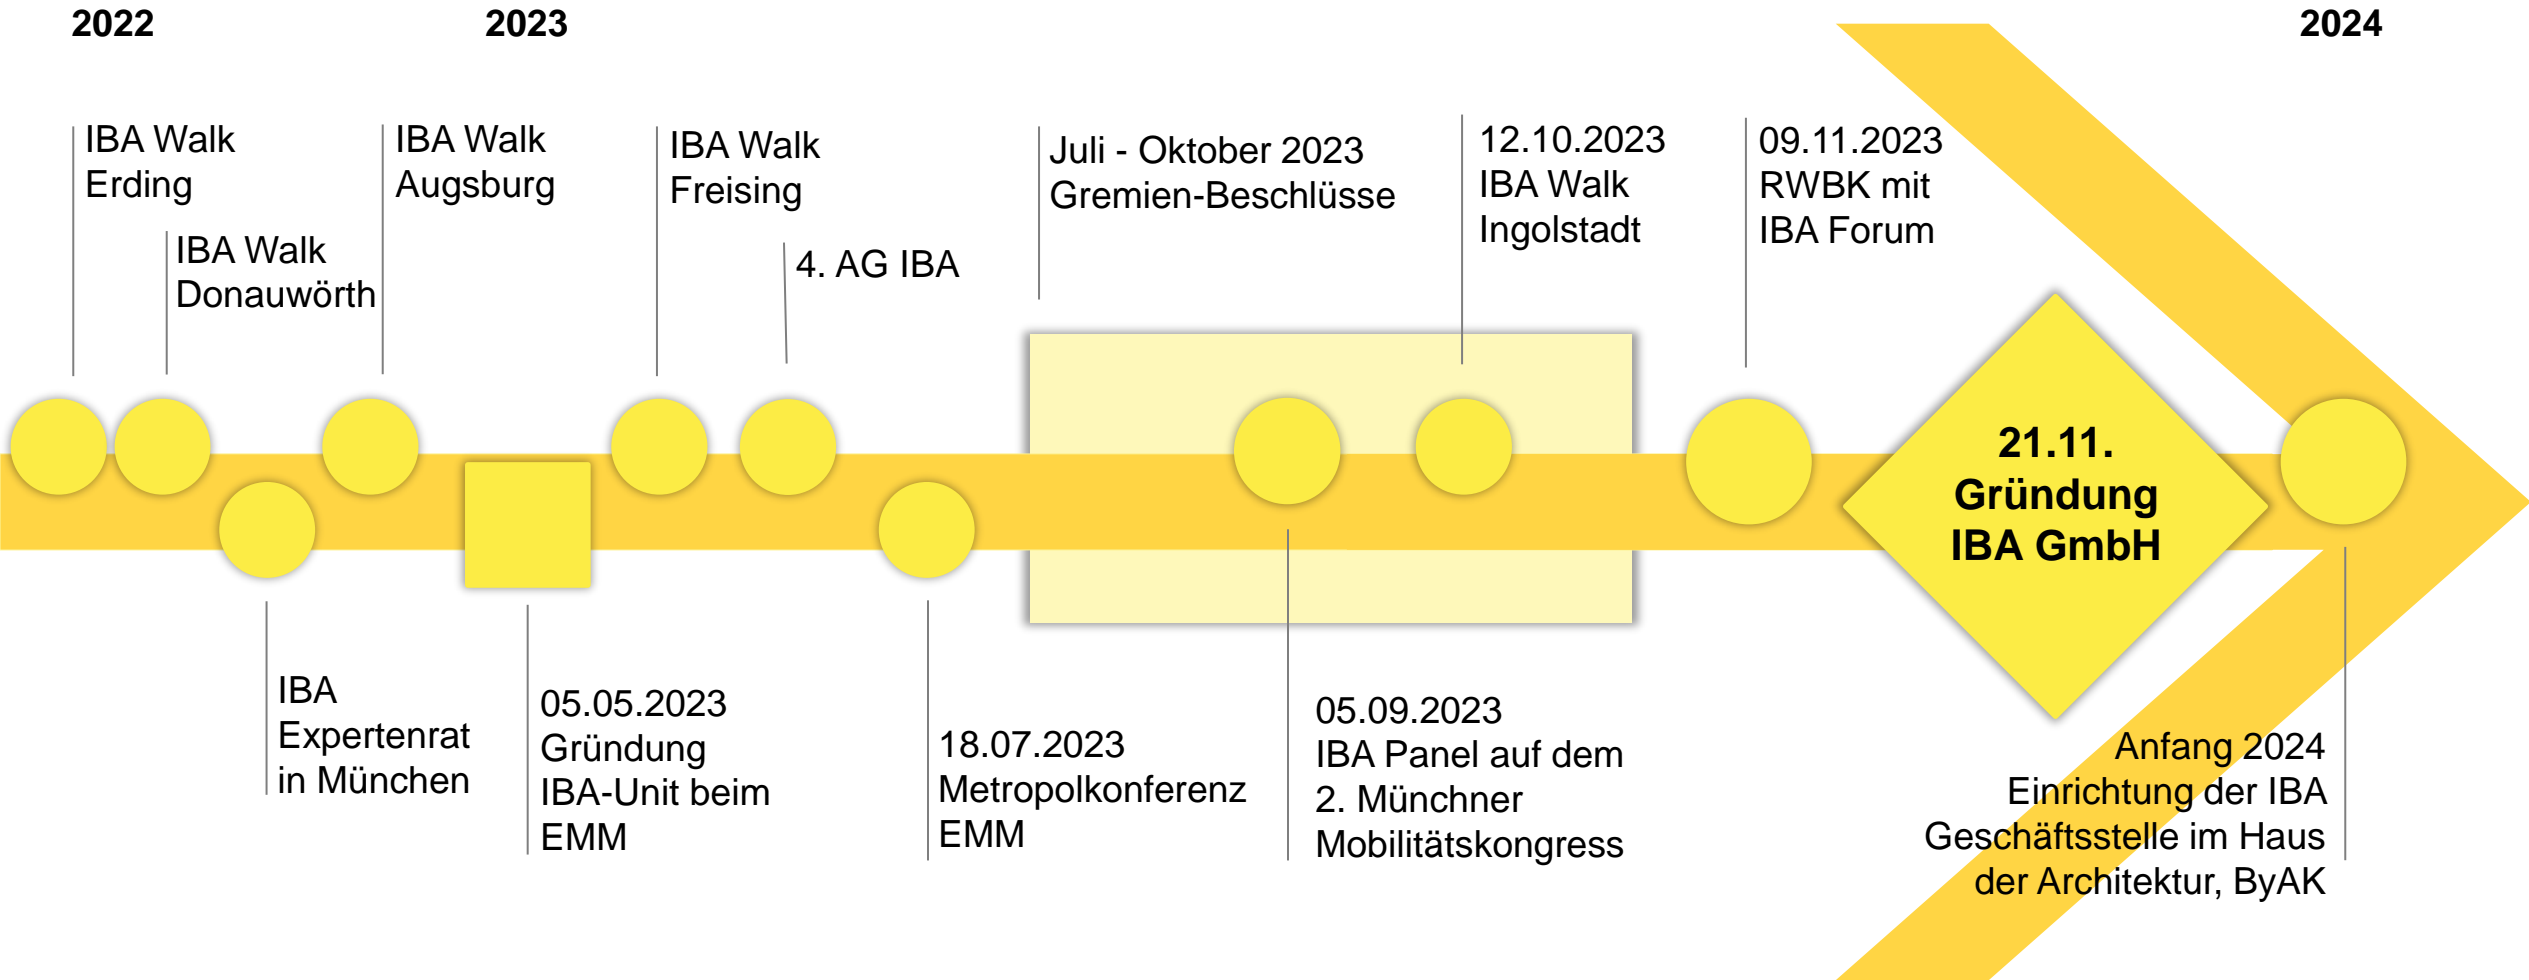 2022
2023
2024
IBA Walk
Erding
IBA Walk
Donauwörth
IBA Walk
Augsburg
IBA Walk
Freising
4. AG IBA
Juli - Oktober 2023
Gremien-Beschlüsse
12.10.2023
IBA Walk
Ingolstadt
09.11.2023
RWBK mit
IBA Forum
21.11.
Gründung
IBA GmbH
IBA
Expertenrat
in München
05.05.2023
Gründung
IBA-Unit beim
EMM
18.07.2023
Metropolkonferenz
EMM
05.09.2023
IBA Panel auf dem
2. Münchner
Mobilitätskongress
Anfang 2024
Einrichtung der IBA
Geschäftsstelle im Haus
der Architektur, ByAK